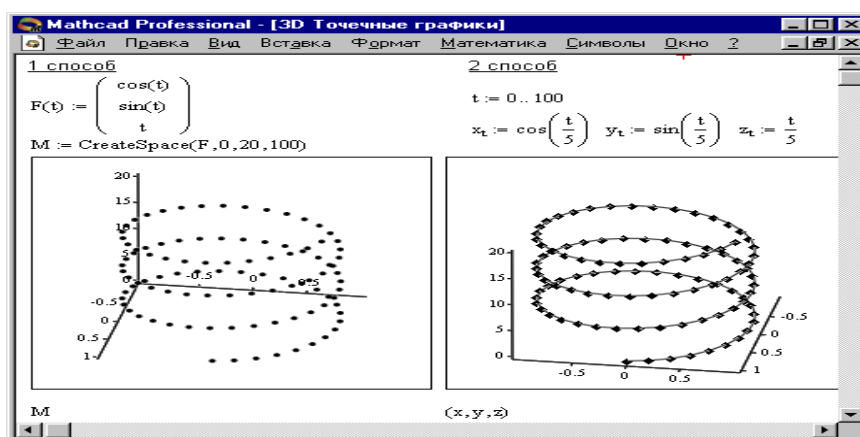 Mathcad Professional - [3D Точечные графики]
Файл Правка Вид Вставка Формат Математика Символы Окно ?
1 способ
F(t) := ( cos(t)
sin(t)
t )
M := CreateSpace(F,0,20,100)
20
15
10
5
0
-0.5
0
0.5
-0.5
0
0.5
1
M
2 способ
t := 0.. 100
x_t := cos(t/5) y_t := sin(t/5) z_t := t/5
20
15
10
5
0
-0.5
0
0.5
-0.5
0
0.5
1
(x,y,z)